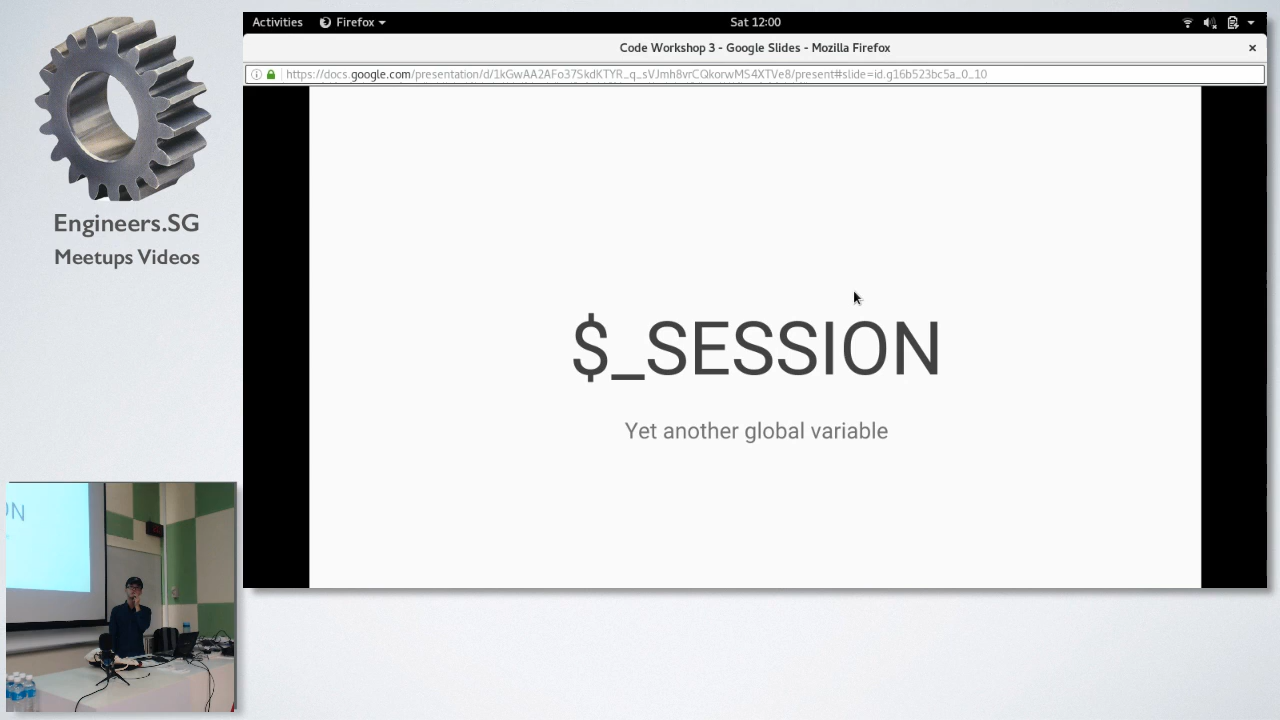 Activities
Firefox
Sat 12:00
Code Workshop 3 - Google Slides - Mozilla Firefox
https://docs.google.com/presentation/d/1kGwAA2AFo37SkdKTYR_q_sVJmh8vrCQkorwMS4XTVe8/present#slide=id.g16b523bc5a_0_10
Engineers.SG
Meetups Videos
$_SESSION
Yet another global variable
ON